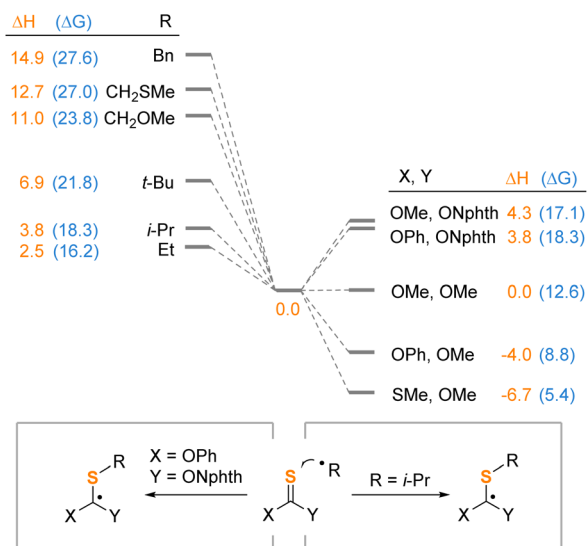 ΔH (ΔG) R
14.9 (27.6) Bn
12.7 (27.0) CH₂SMe
11.0 (23.8) CH₂OMe
6.9 (21.8) t-Bu
3.8 (18.3) i-Pr
2.5 (16.2) Et
0.0
X, Y ΔH (ΔG)
OMe, ONphth 4.3 (17.1)
OPh, ONphth 3.8 (18.3)
OMe, OMe 0.0 (12.6)
OPh, OMe -4.0 (8.8)
SMe, OMe -6.7 (5.4)
R
S
X Y
X = OPh
Y = ONphth
S
R
X Y
R = i-Pr
R
S
X Y